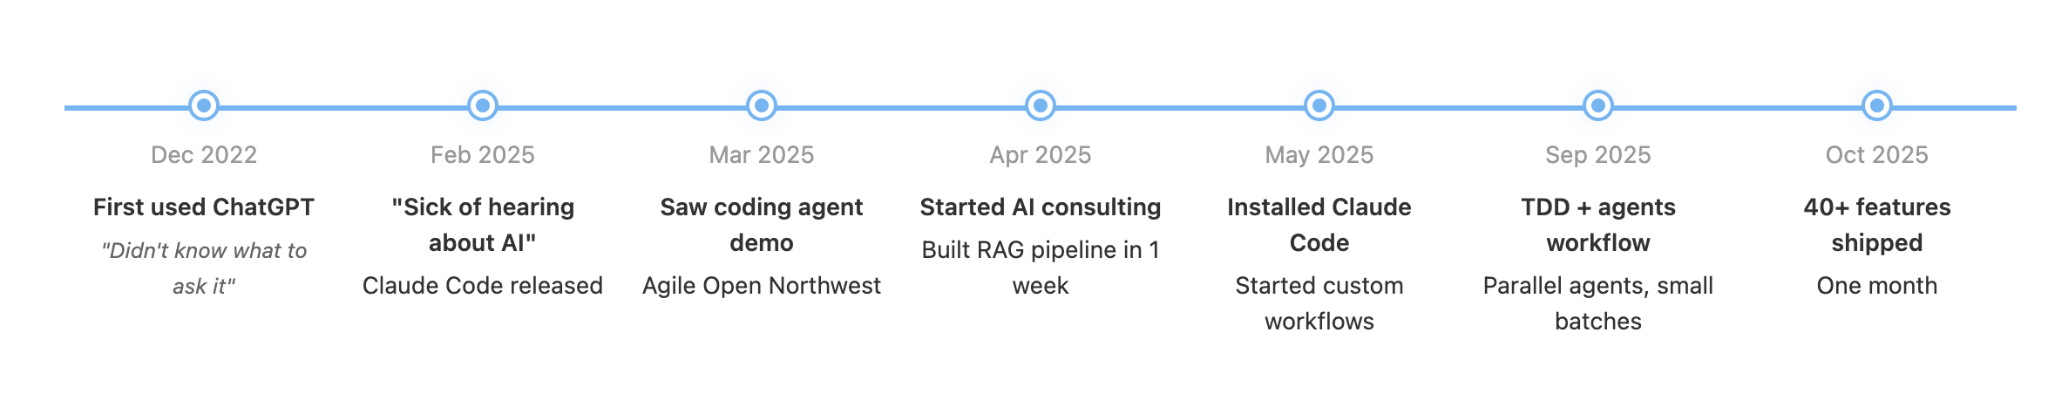 Dec 2022
First used ChatGPT
"Didn't know what to
ask it"
Feb 2025
"Sick of hearing
about AI"
Claude Code released
Mar 2025
Saw coding agent
demo
Agile Open Northwest
Apr 2025
Started AI consulting
Built RAG pipeline in 1
week
May 2025
Installed Claude
Code
Started custom
workflows
Sep 2025
TDD + agents
workflow
Parallel agents, small
batches
Oct 2025
40+ features
shipped
One month